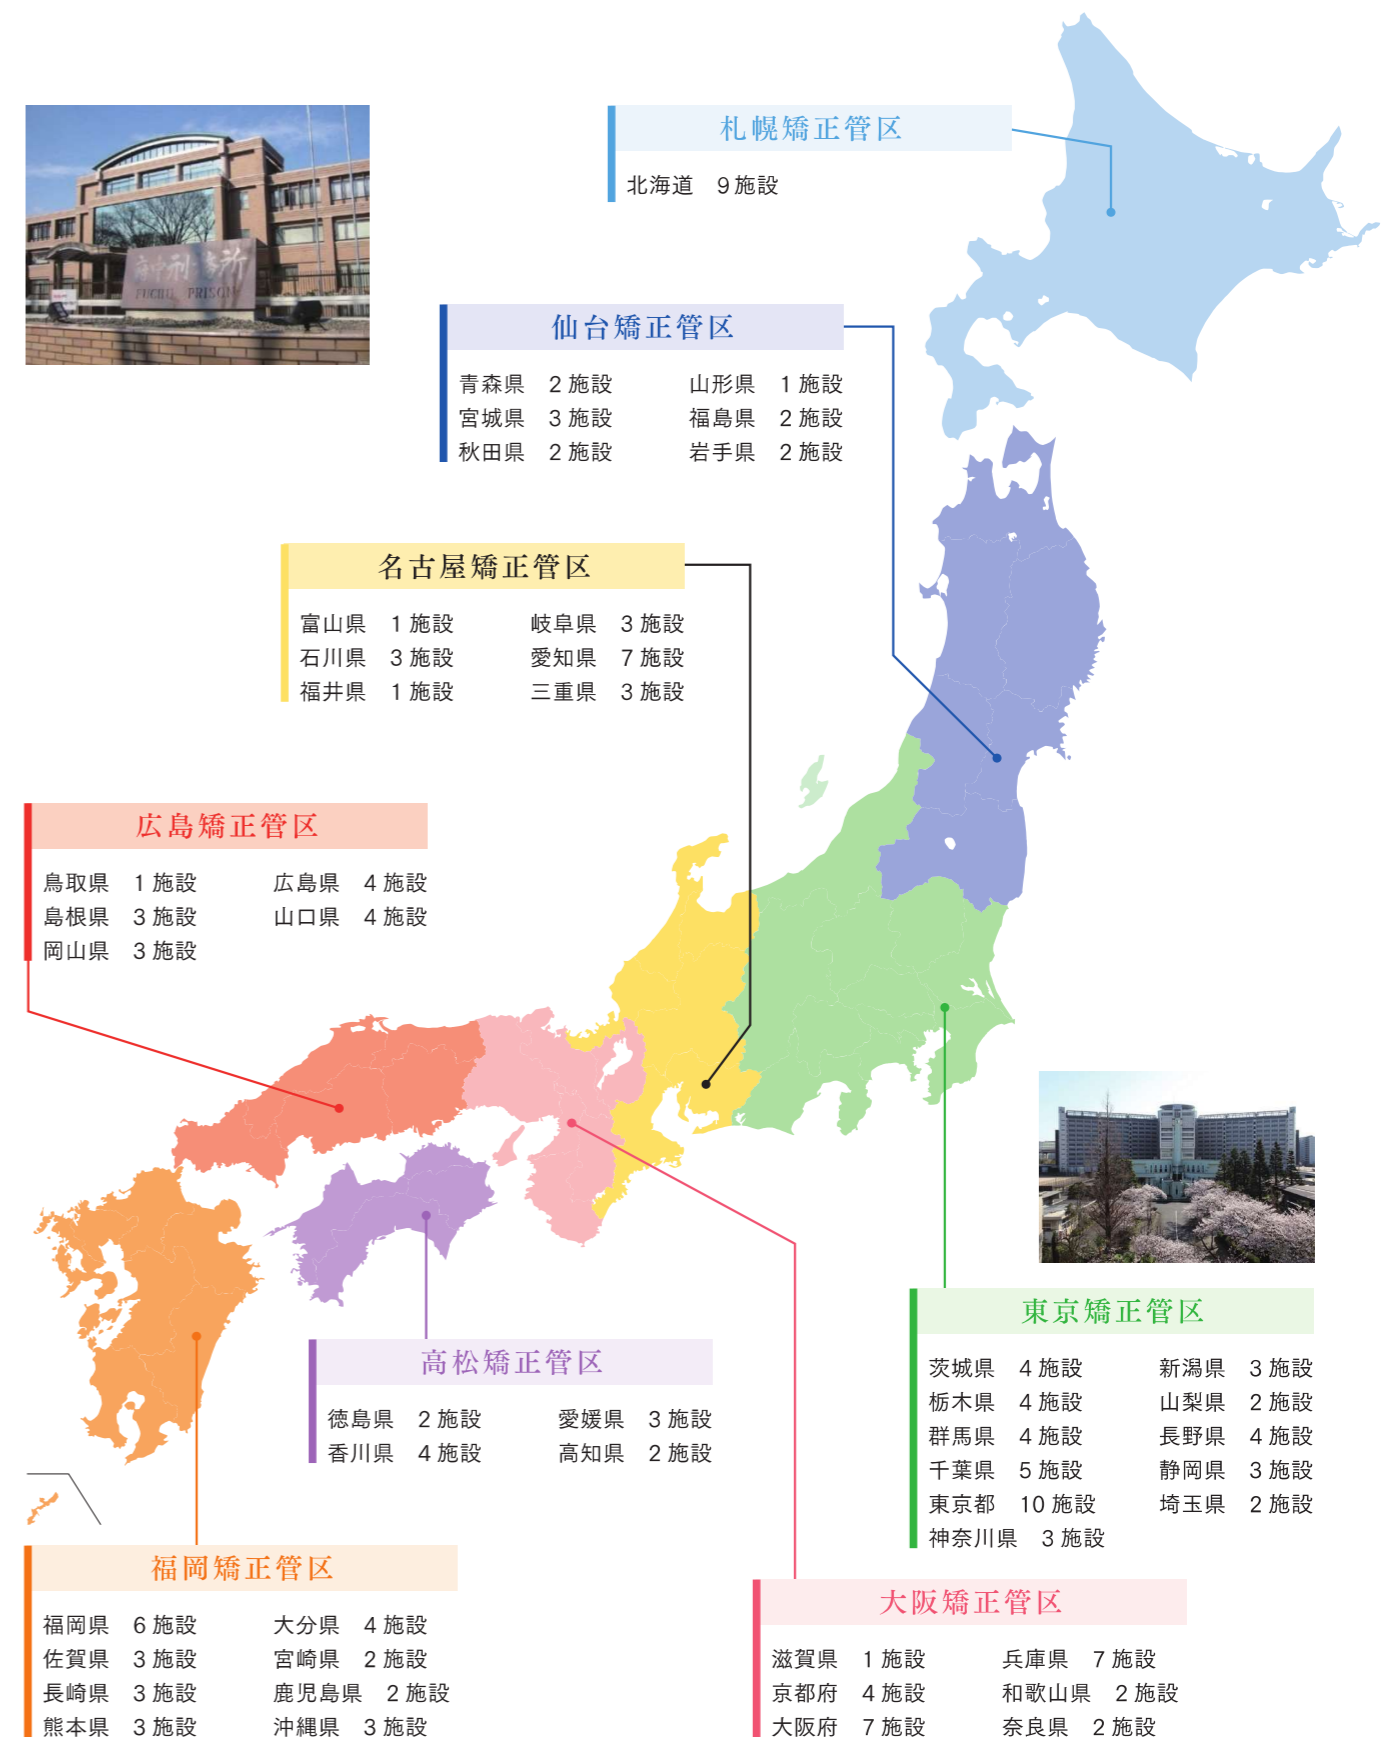 府中刑務所
FUCHU PRISON
札幌矯正管区
北海道　9施設
仙台矯正管区
青森県　2施設　山形県　1施設
宮城県　3施設　福島県　2施設
秋田県　2施設　岩手県　2施設
名古屋矯正管区
富山県　1施設　岐阜県　3施設
石川県　3施設　愛知県　7施設
福井県　1施設　三重県　3施設
広島矯正管区
鳥取県　1施設　広島県　4施設
島根県　3施設　山口県　4施設
岡山県　3施設
東京矯正管区
茨城県　4施設　新潟県　3施設
栃木県　4施設　山梨県　2施設
群馬県　4施設　長野県　4施設
千葉県　5施設　静岡県　3施設
東京都　10施設　埼玉県　2施設
神奈川県　3施設
高松矯正管区
徳島県　2施設　愛媛県　3施設
香川県　4施設　高知県　2施設
福岡矯正管区
福岡県　6施設　大分県　4施設
佐賀県　3施設　宮崎県　2施設
長崎県　3施設　鹿児島県　2施設
熊本県　3施設　沖縄県　3施設
大阪矯正管区
滋賀県　1施設　兵庫県　7施設
京都府　4施設　和歌山県　2施設
大阪府　7施設　奈良県　2施設